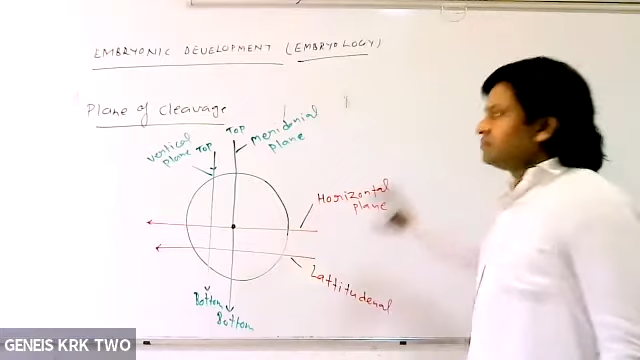 EMBRYONIC DEVELOPMENT (EMBRYOLOGY)
Plane of Cleavage
vertical
plane
Top
Top
meridonial
plane
Horizontal
plane
Lattitudenal
Bottom
Bottom
GENEIS KRK TWO